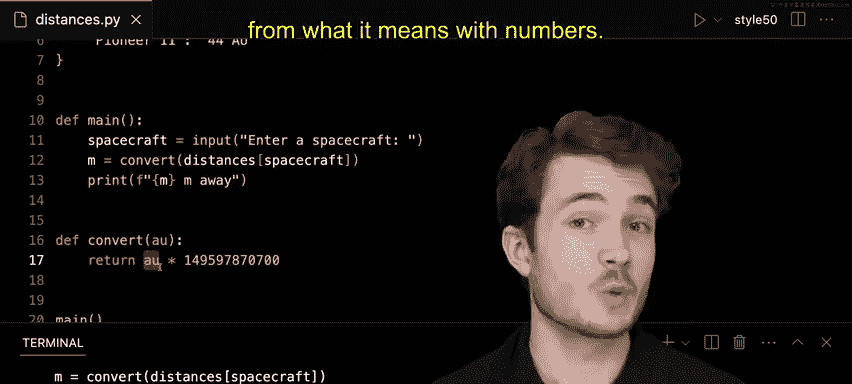 distances.py
style50
from what it means with numbers.
6 "Pioneer 11": "44 AU"
7 }
8
9
10 def main():
11 spacecraft = input("Enter a spacecraft: ")
12 m = convert(distances[spacecraft])
13 print(f"{m} m away")
14
15
16 def convert(au):
17 return au * 149597870700
18
19
20 main()
TERMINAL
m = convert(distances[spacecraft])